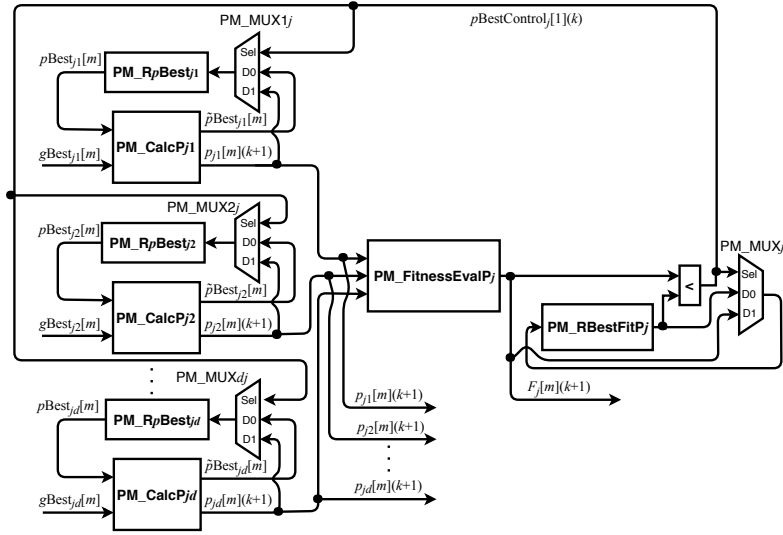 PM_MUX1j
pBestControlj[1](k)
pBestj1[m]
PM_RpBestj1
Sel
D0
D1
p̃Bestj1[m]
PM_CalcPj1
gBestj1[m]
pj1[m](k+1)
PM_MUX2j
pBestj2[m]
PM_RpBestj2
Sel
D0
D1
p̃Bestj2[m]
PM_CalcPj2
gBestj2[m]
pj2[m](k+1)
PM_FitnessEvalPj
<
PM_MUXj
Sel
D0
D1
PM_RBestFitPj
Fj[m](k+1)
PM_MUXdj
pBestjd[m]
PM_RpBestjd
Sel
D0
D1
p̃Bestjd[m]
PM_CalcPjd
gBestjd[m]
pjd[m](k+1)
pj1[m](k+1)
pj2[m](k+1)
pjd[m](k+1)